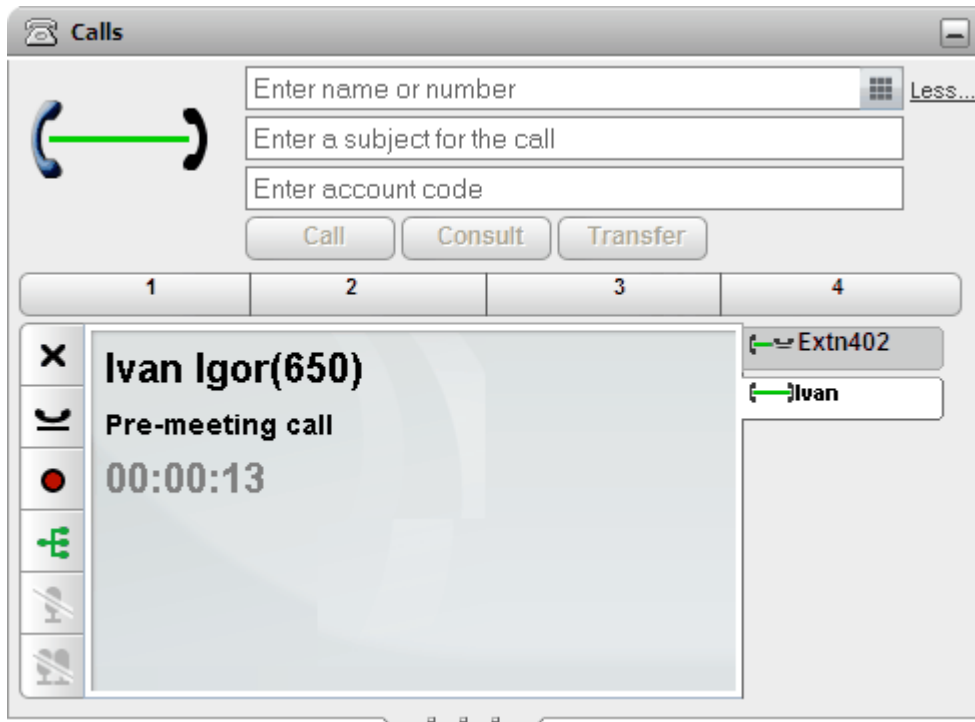 Calls
Enter name or number
Less...
Enter a subject for the call
Enter account code
Call Consult Transfer
1 2 3 4
Ivan Igor(650)
Pre-meeting call
00:00:13
Extn402
Ivan